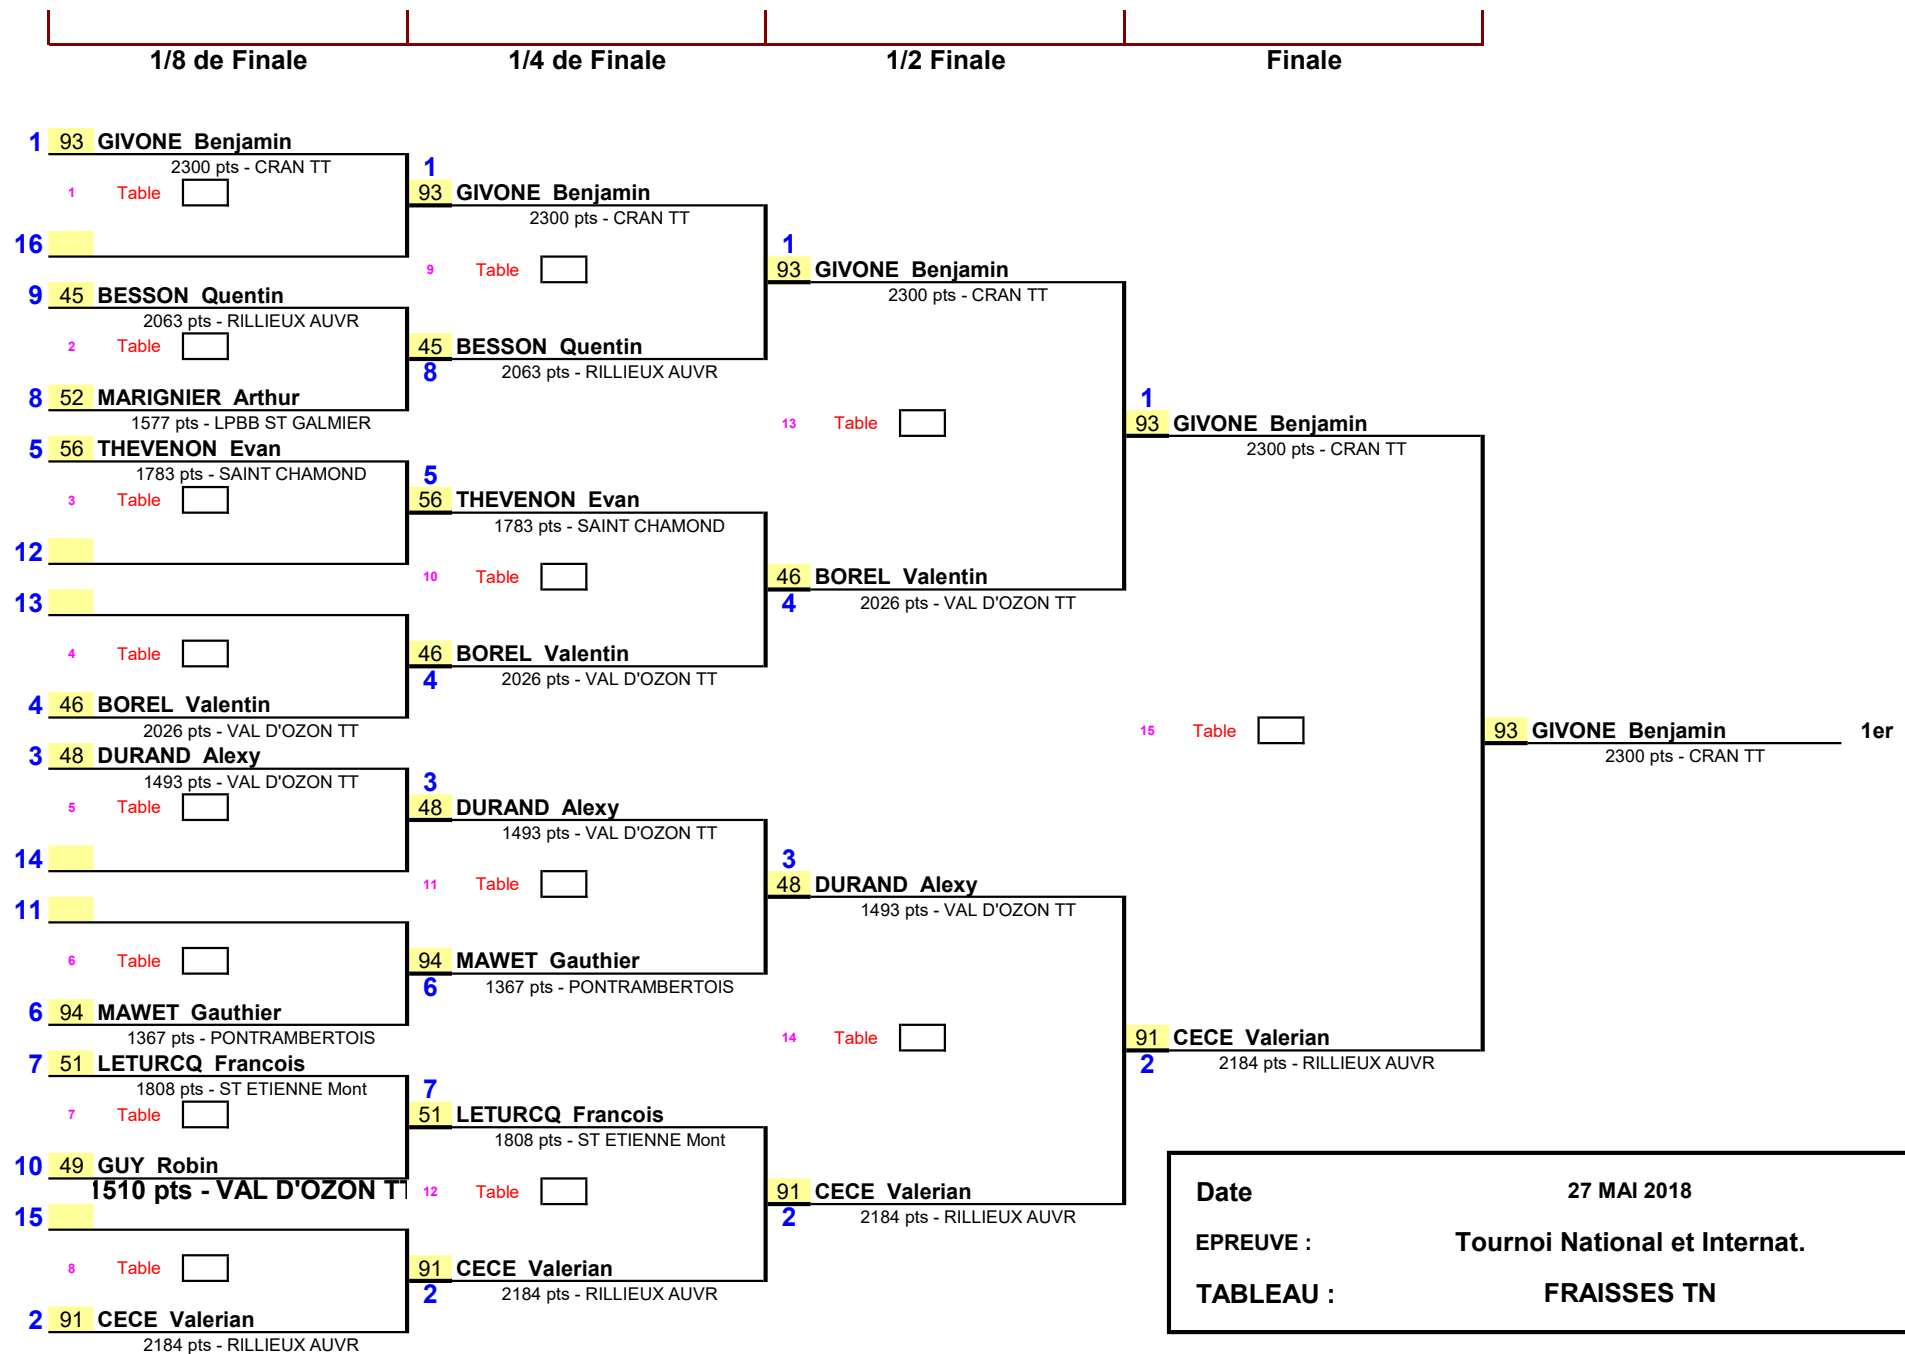 1/8 de Finale 1/4 de Finale 1/2 Finale Finale
1 93 GIVONE Benjamin
2300 pts - CRAN TT
1 Table
16
9 45 BESSON Quentin
2063 pts - RILLIEUX AUVR
2 Table
8 52 MARIGNIER Arthur
1577 pts - LPBB ST GALMIER
5 56 THEVENON Evan
1783 pts - SAINT CHAMOND
3 Table
12
13
4 Table
4 46 BOREL Valentin
2026 pts - VAL D'OZON TT
3 48 DURAND Alexy
1493 pts - VAL D'OZON TT
5 Table
14
11
6 Table
6 94 MAWET Gauthier
1367 pts - PONTRAMBERTOIS
7 51 LETURCQ Francois
1808 pts - ST ETIENNE Mont
7 Table
10 49 GUY Robin
1510 pts - VAL D'OZON TT
15
8 Table
2 91 CECE Valerian
2184 pts - RILLIEUX AUVR
1
93 GIVONE Benjamin
2300 pts - CRAN TT
9 Table
45 BESSON Quentin
8 2063 pts - RILLIEUX AUVR
5
56 THEVENON Evan
1783 pts - SAINT CHAMOND
10 Table
46 BOREL Valentin
4 2026 pts - VAL D'OZON TT
3
48 DURAND Alexy
1493 pts - VAL D'OZON TT
11 Table
94 MAWET Gauthier
6 1367 pts - PONTRAMBERTOIS
7
51 LETURCQ Francois
1808 pts - ST ETIENNE Mont
12 Table
91 CECE Valerian
2 2184 pts - RILLIEUX AUVR
1
93 GIVONE Benjamin
2300 pts - CRAN TT
13 Table
46 BOREL Valentin
4 2026 pts - VAL D'OZON TT
3
48 DURAND Alexy
1493 pts - VAL D'OZON TT
14 Table
91 CECE Valerian
2 2184 pts - RILLIEUX AUVR
1
93 GIVONE Benjamin
2300 pts - CRAN TT
15 Table
91 CECE Valerian
2 2184 pts - RILLIEUX AUVR
93 GIVONE Benjamin 1er
2300 pts - CRAN TT
Date 27 MAI 2018
EPREUVE : Tournoi National et Internat.
TABLEAU : FRAISSES TN